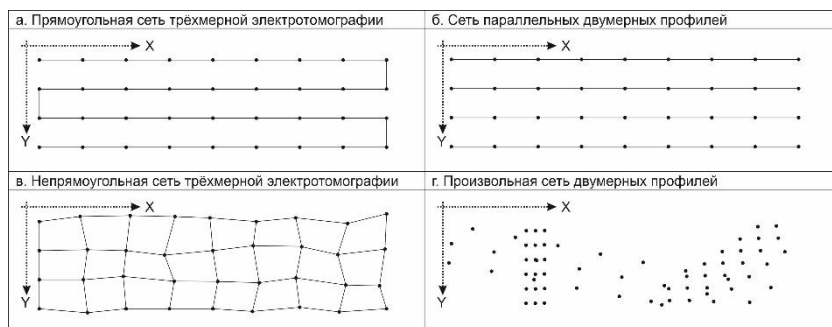 а. Прямоугольная сеть трёхмерной электротомографии
X
Y
б. Сеть параллельных двумерных профилей
X
Y
в. Непрямоугольная сеть трёхмерной электротомографии
X
Y
г. Произвольная сеть двумерных профилей
X
Y